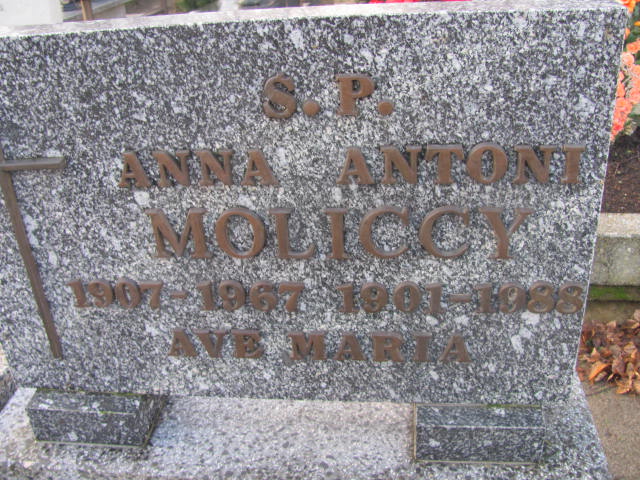 S.P.
ANNA ANTONI
MOLICCY
1907-1967 1901-1988
AVE MARIA